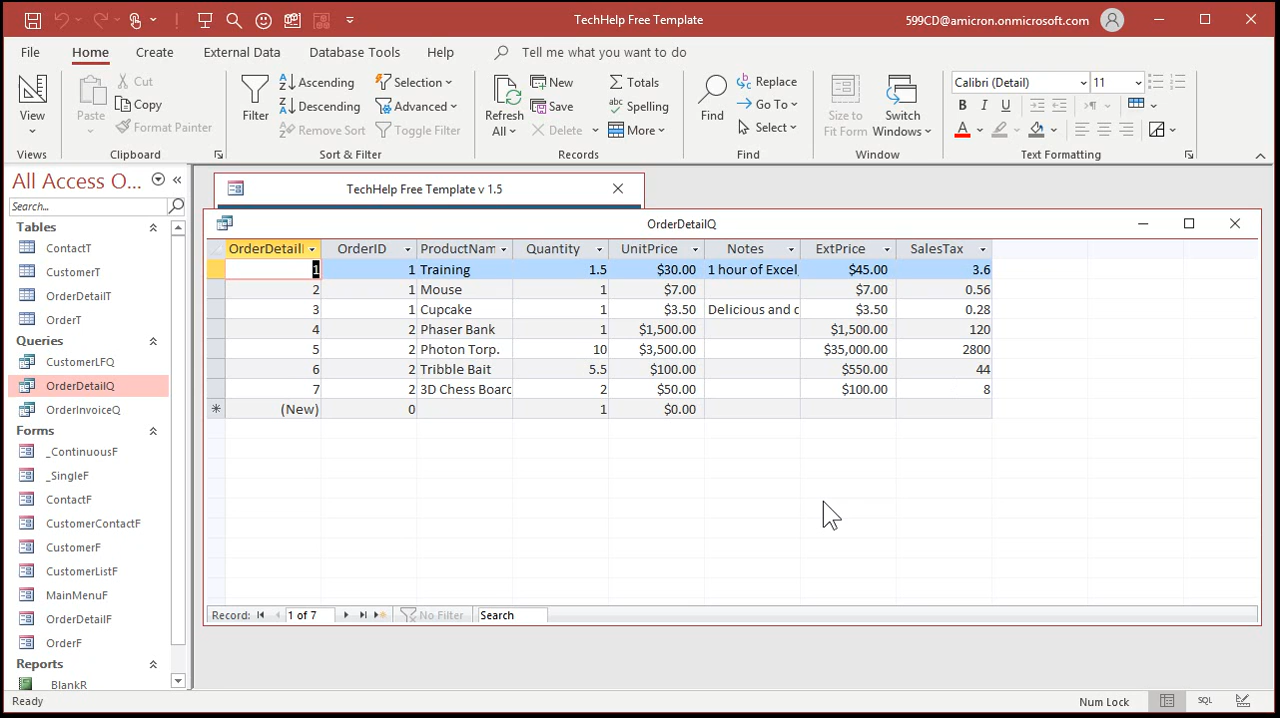 TechHelp Free Template
599CD@amicron.onmicrosoft.com
File Home Create External Data Database Tools Help Tell me what you want to do
View
Views
Paste
Cut
Copy
Format Painter
Clipboard
Filter
Ascending
Descending
Remove Sort
Selection
Advanced
Toggle Filter
Sort & Filter
Refresh All
New
Save
Delete
Totals
Spelling
More
Records
Find
Replace
Go To
Select
Find
Size to Fit Form
Switch Windows
Window
Calibri (Detail) 11
B I U
A
Text Formatting
All Access O...
Search...
Tables
ContactT
CustomerT
OrderDetailT
OrderT
Queries
CustomerLFQ
OrderDetailQ
OrderInvoiceQ
Forms
_ContinuousF
_SingleF
ContactF
CustomerContactF
CustomerF
CustomerListF
MainMenuF
OrderDetailF
OrderF
Reports
BlankR
TechHelp Free Template v 1.5
OrderDetailQ
OrderDetailI OrderID ProductNam Quantity UnitPrice Notes ExtPrice SalesTax
1 1 Training 1.5 $30.00 1 hour of Excel, $45.00 3.6
2 1 Mouse 1 $7.00 $7.00 0.56
3 1 Cupcake 1 $3.50 Delicious and d $3.50 0.28
4 2 Phaser Bank 1 $1,500.00 $1,500.00 120
5 2 Photon Torp. 10 $3,500.00 $35,000.00 2800
6 2 Tribble Bait 5.5 $100.00 $550.00 44
7 2 3D Chess Board 2 $50.00 $100.00 8
* (New) 0 1 $0.00
Record: 1 of 7 No Filter Search
Ready
Num Lock
SQL